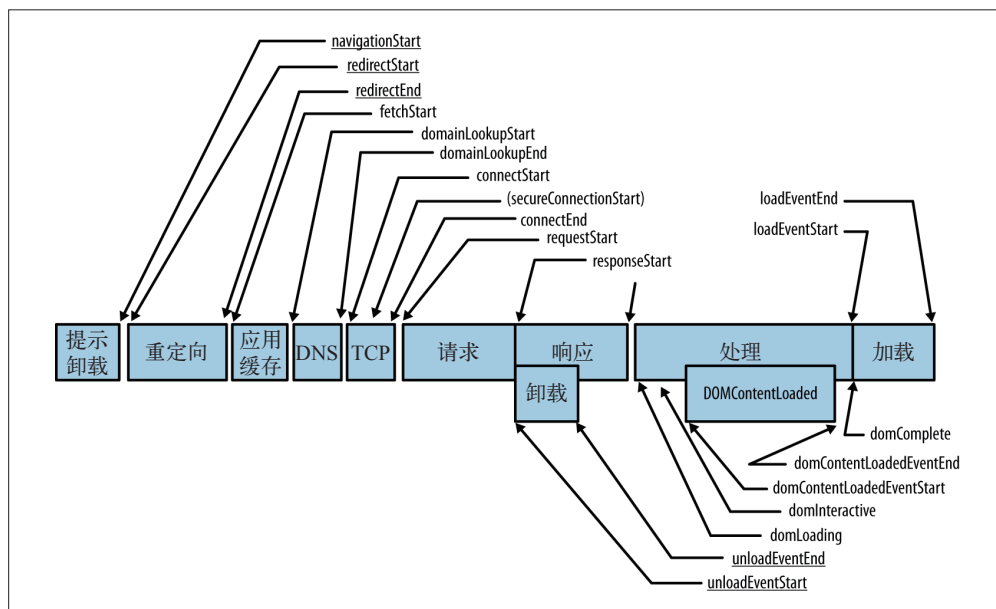 navigationStart
redirectStart
redirectEnd
fetchStart
domainLookupStart
domainLookupEnd
connectStart
(secureConnectionStart)
connectEnd
requestStart
responseStart
loadEventEnd
loadEventStart
提示
卸载
重定向
应用
缓存
DNS
TCP
请求
响应
处理
加载
卸载
DOMContentLoaded
domComplete
domContentLoadedEventEnd
domContentLoadedEventStart
domInteractive
domLoading
unloadEventEnd
unloadEventStart